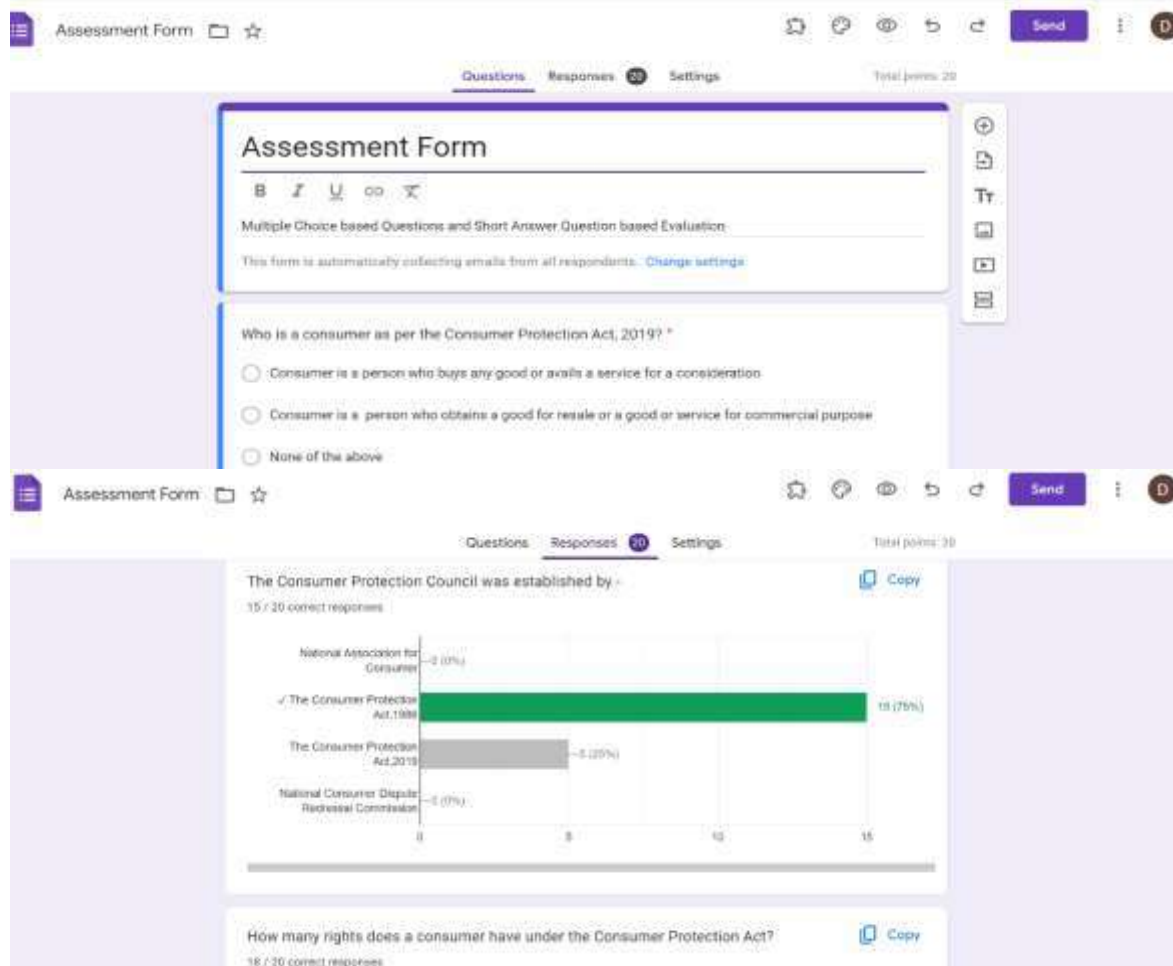 Assessment Form
Send
D
Questions Responses 20 Settings
Total points: 20
Assessment Form
B I U
TT
Multiple Choice based Questions and Short Answer Question based Evaluation
This form is automatically collecting emails from all respondents. Change settings
Who is a consumer as per the Consumer Protection Act, 2019? *
Consumer is a person who buys any good or avails a service for a consideration
Consumer is a person who obtains a good for resale or a good or service for commercial purpose
None of the above
Assessment Form
Send
D
Questions Responses 20 Settings
Total points: 20
The Consumer Protection Council was established by -
Copy
15 / 20 correct responses
National Association for
Consumer
0 (0%)
✓ The Consumer Protection
Act,1986
15 (75%)
The Consumer Protection
Act,2019
5 (25%)
National Consumer Dispute
Redressal Commission
0 (0%)
0 5 10 15
How many rights does a consumer have under the Consumer Protection Act?
Copy
18 / 20 correct responses